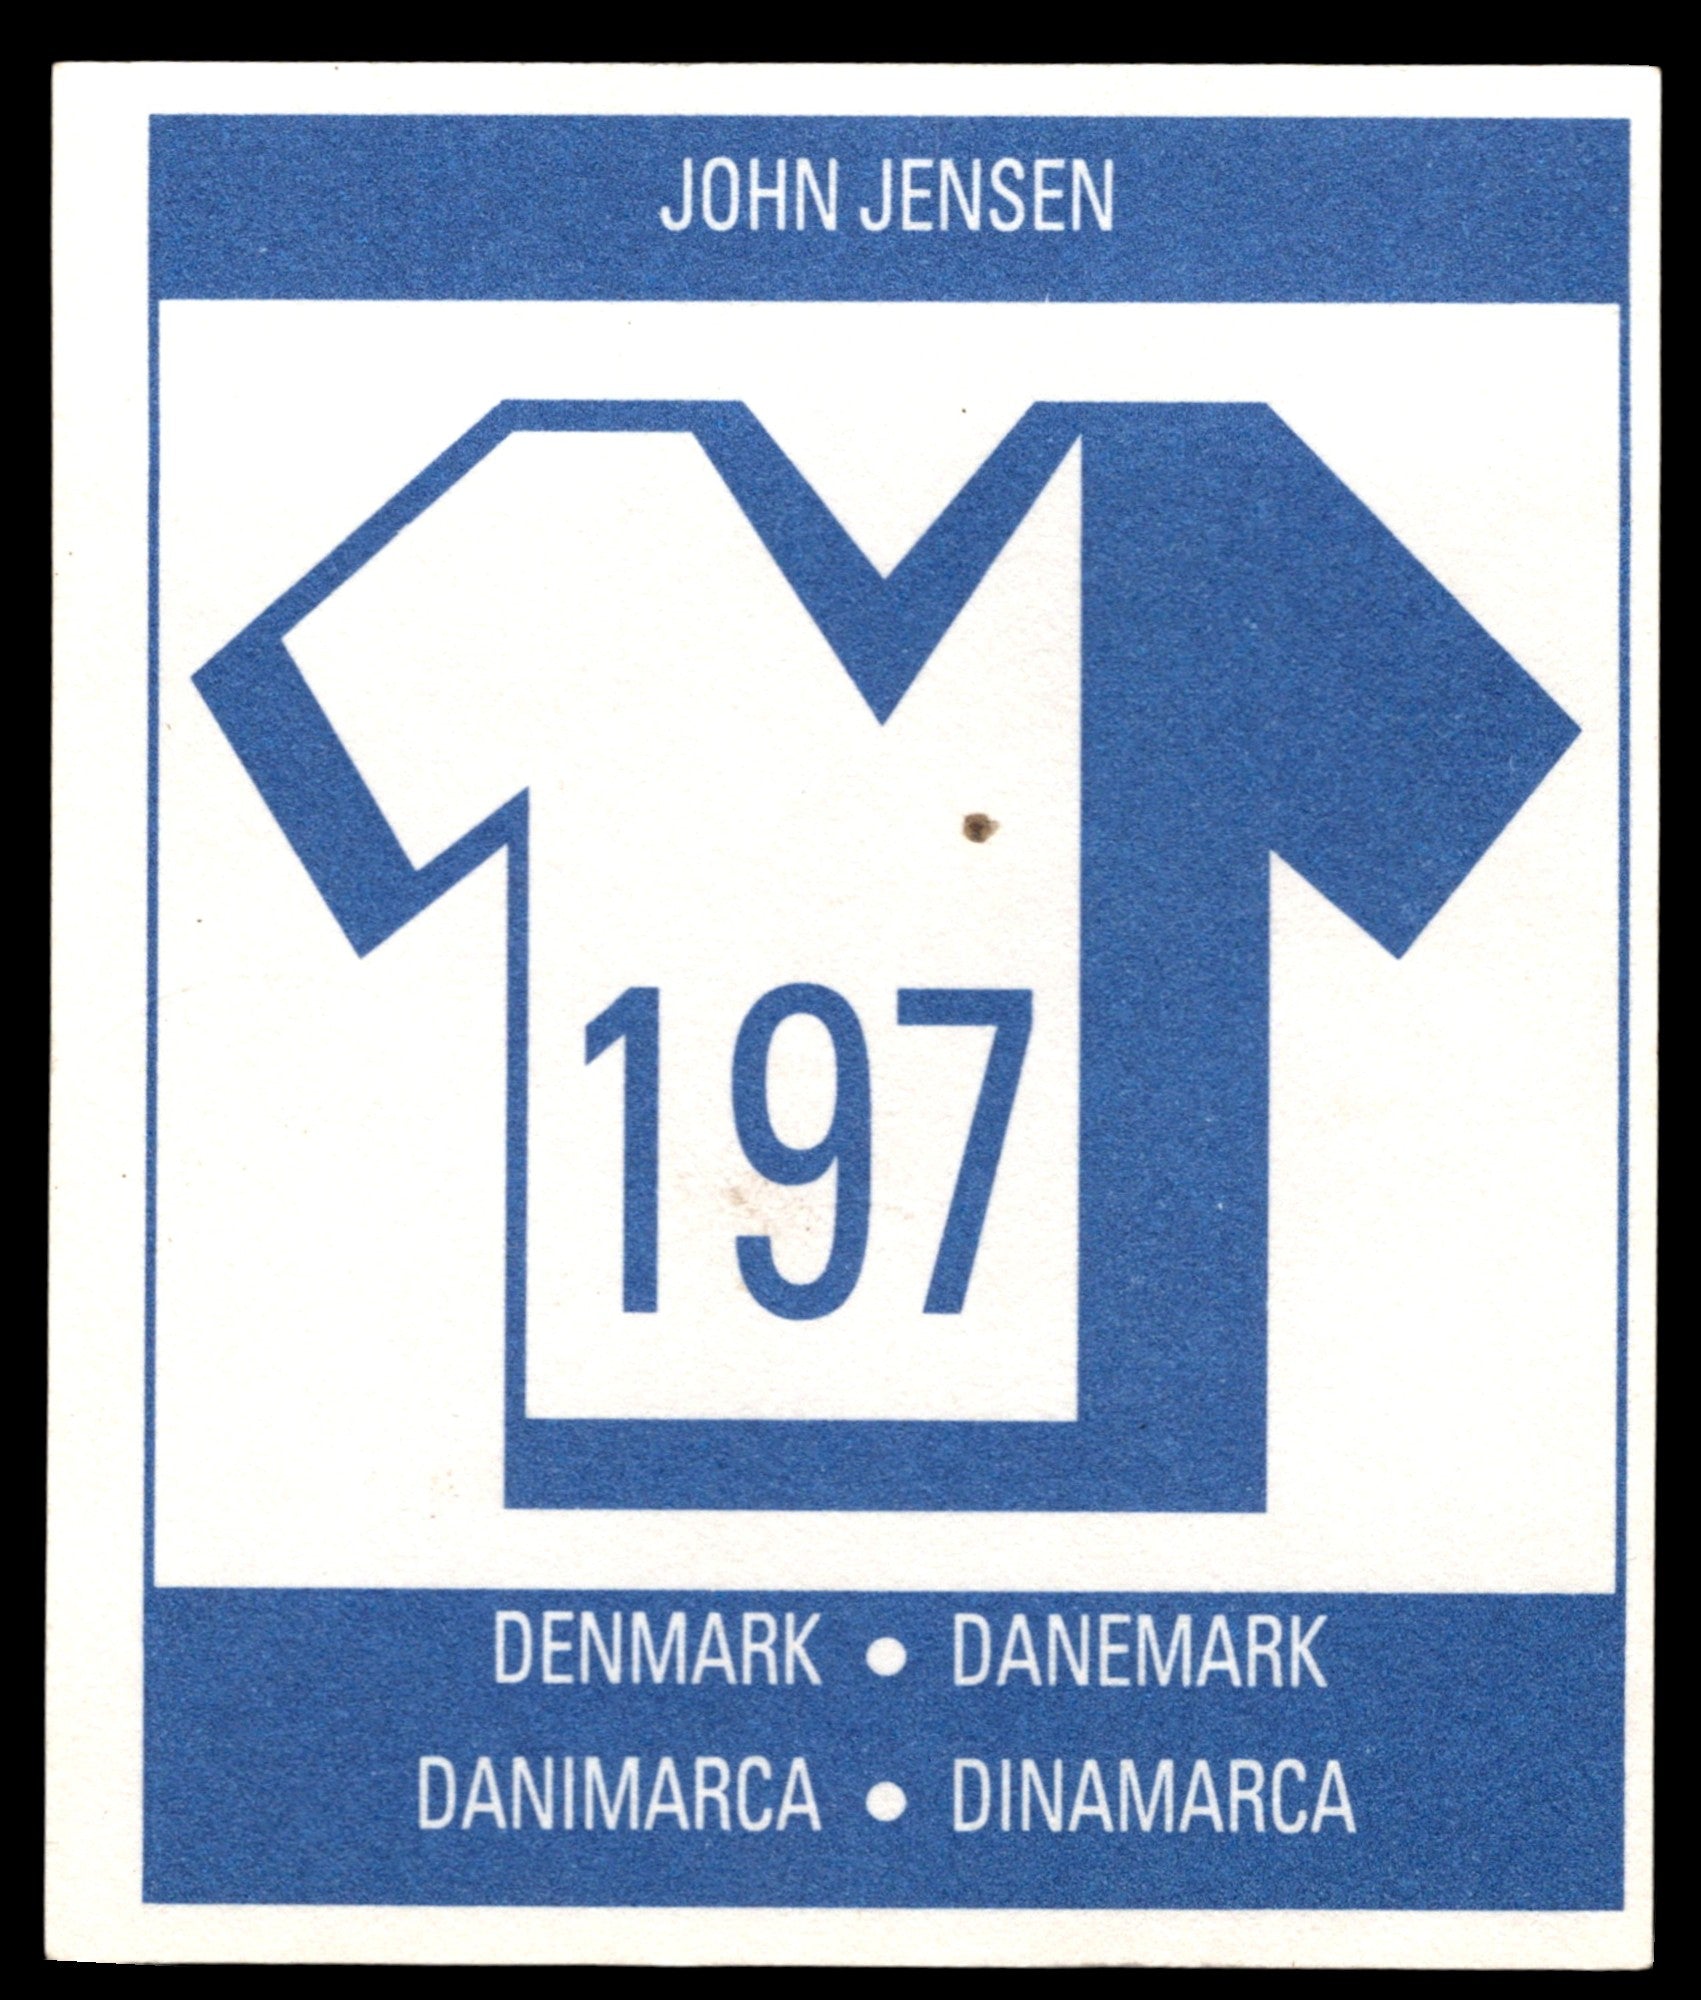 JOHN JENSEN
197
DENMARK • DANEMARK
DANIMARCA • DINAMARCA